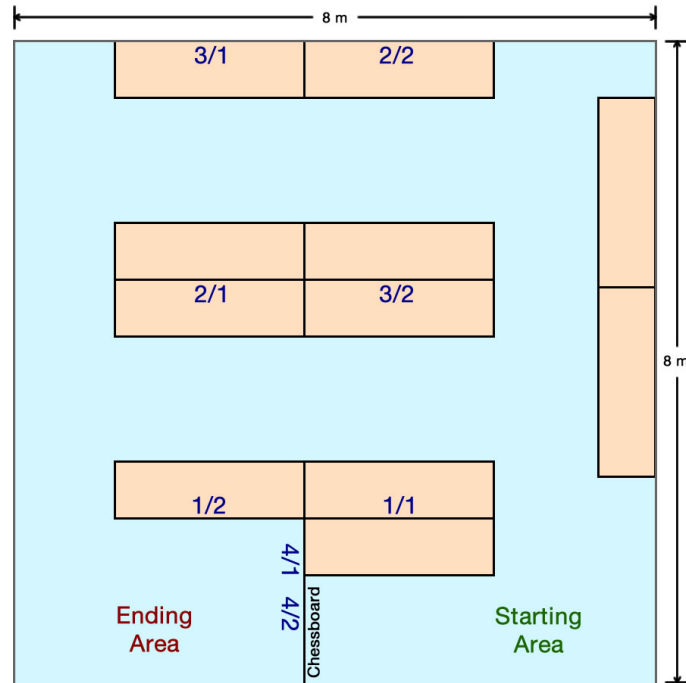 8 m
3/1
2/2
2/1
3/2
8 m
1/2
1/1
4/1
4/2
Chessboard
Ending
Area
Starting
Area